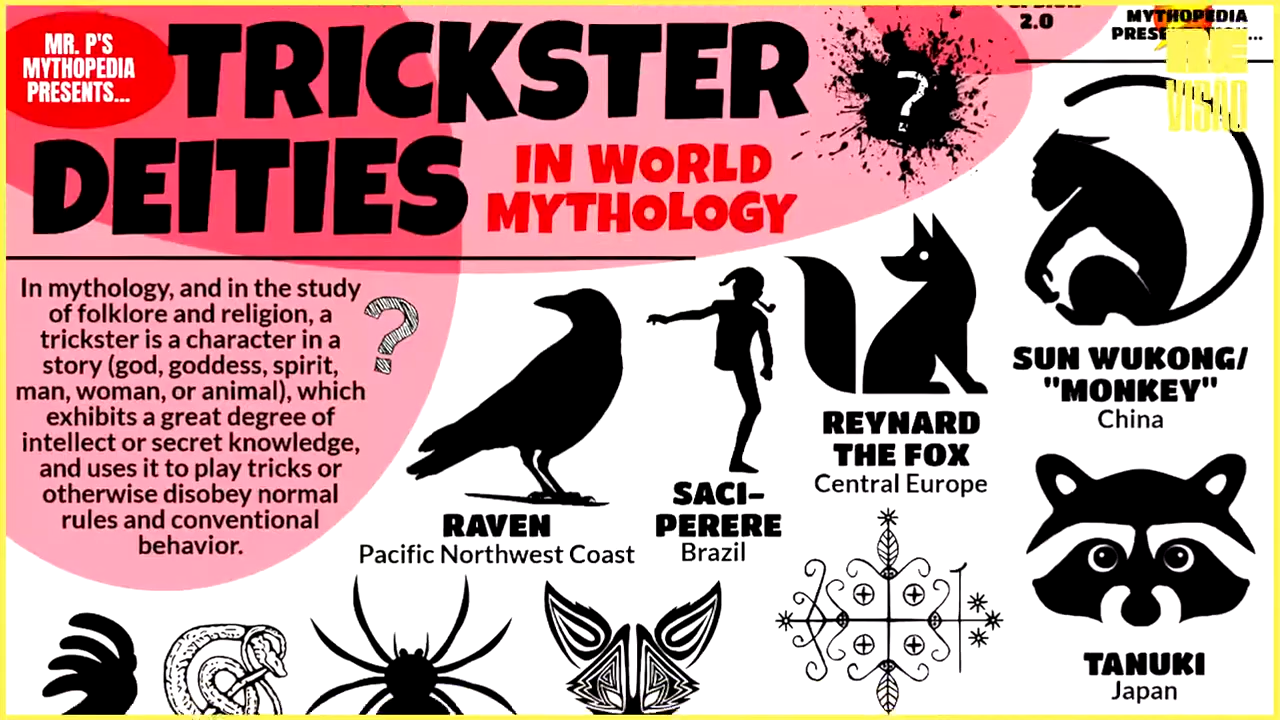 MR. P'S
MYTHOPEDIA
PRESENTS...
TRICKSTER
DEITIES
IN WORLD
MYTHOLOGY
?
2.0
MYTHOPEDIA
RE
VISÃO
In mythology, and in the study
of folklore and religion, a
trickster is a character in a
story (god, goddess, spirit,
man, woman, or animal), which
exhibits a great degree of
intellect or secret knowledge,
and uses it to play tricks or
otherwise disobey normal
rules and conventional
behavior.
?
RAVEN
Pacific Northwest Coast
SACI-
PERERE
Brazil
REYNARD
THE FOX
Central Europe
SUN WUKONG/
"MONKEY"
China
TANUKI
Japan